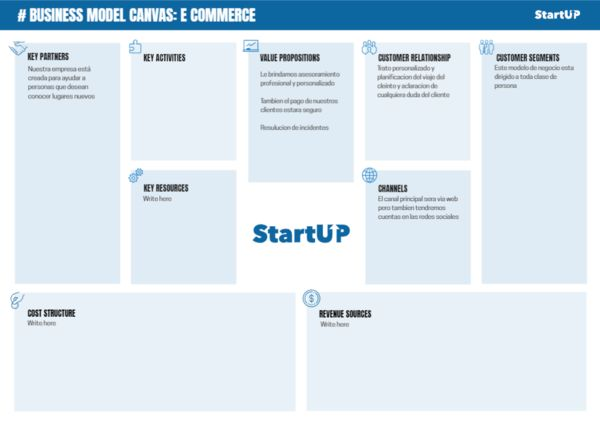 # BUSINESS MODEL CANVAS: E COMMERCE
StartUP
KEY PARTNERS
Nuestra empresa está
creada para ayudar a
personas que desean
conocer lugares nuevos
KEY ACTIVITIES
KEY RESOURCES
Write here
VALUE PROPOSITIONS
Le brindamos asesoramiento
profesional y personalizado
Tambien el pago de nuestros
clientes estara seguro
Resulucion de incidentes
StartUP
CUSTOMER RELATIONSHIP
Trato personalizado y
planificacion del viaje del
cleinto y aclaracion de
cualquiera duda del cliente
CHANNELS
El canal principal sera via web
pero tambien tendremos
cuentas en las redes sociales
CUSTOMER SEGMENTS
Este modelo de negocio esta
dirigido a toda clase de
persona
COST STRUCTURE
Write here
REVENUE SOURCES
Write here